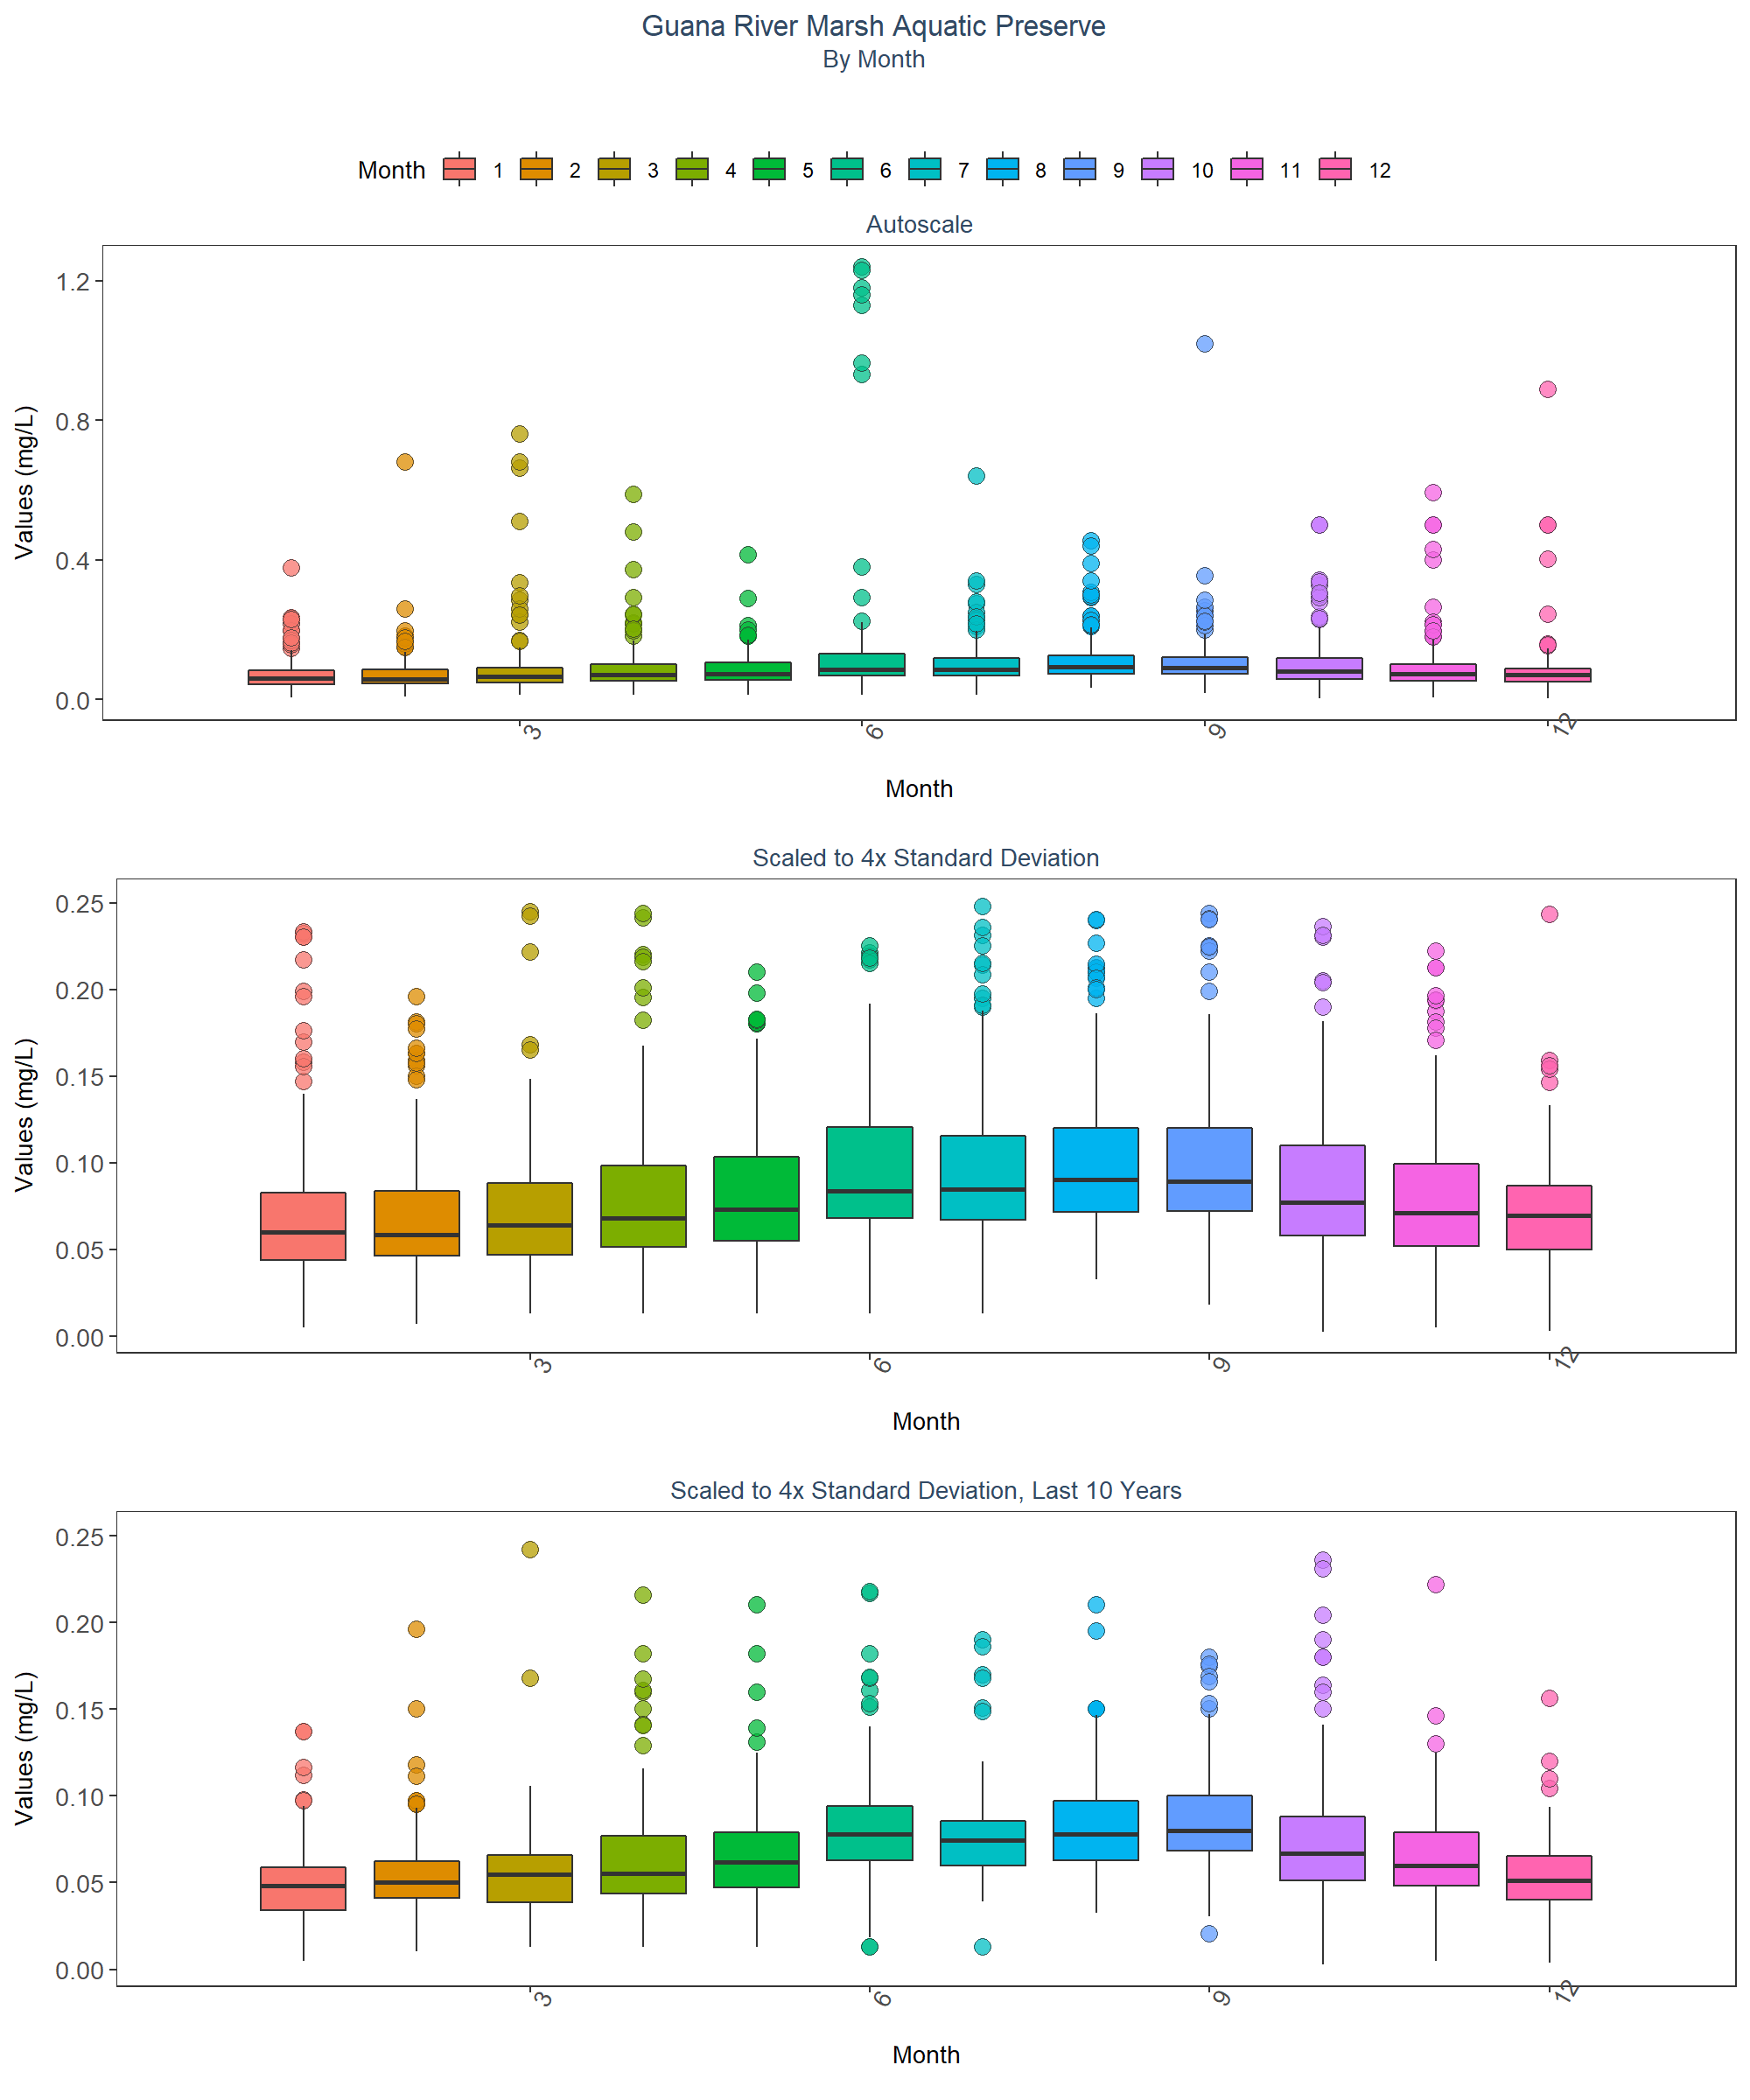 Guana River Marsh Aquatic Preserve
By Month
Month 1 2 3 4 5 6 7 8 9 10 11 12
Autoscale
Values (mg/L)
1.2
0.8
0.4
0.0
3 6 9 12
Month
Scaled to 4x Standard Deviation
Values (mg/L)
0.25
0.20
0.15
0.10
0.05
0.00
3 6 9 12
Month
Scaled to 4x Standard Deviation, Last 10 Years
Values (mg/L)
0.25
0.20
0.15
0.10
0.05
0.00
3 6 9 12
Month